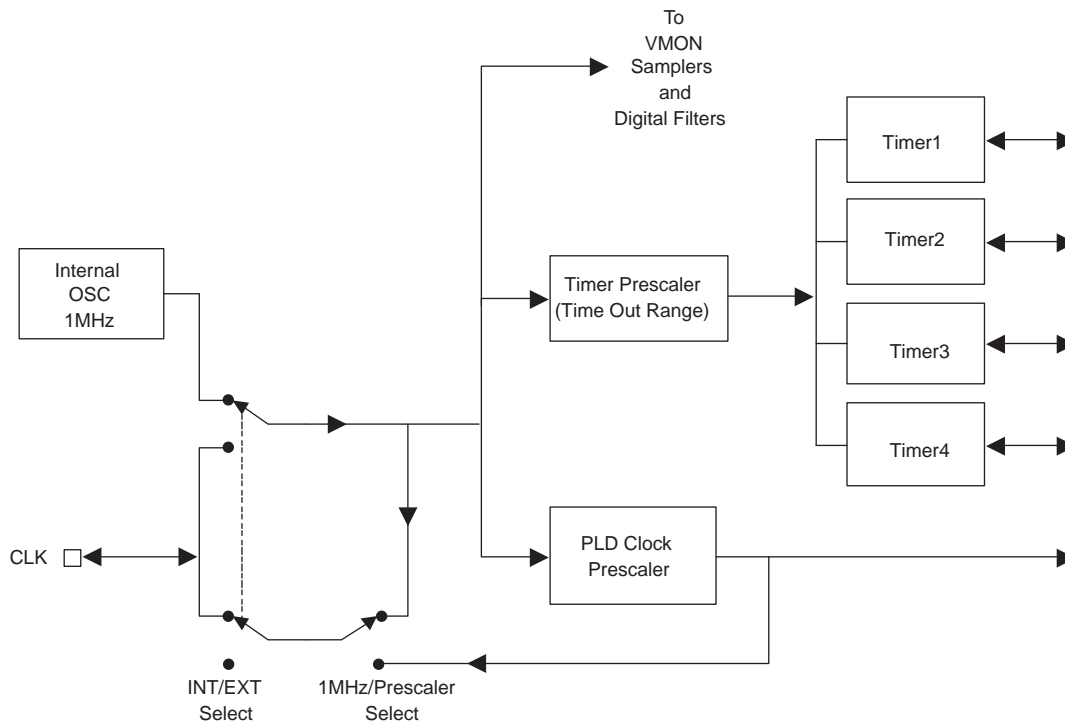 To
VMON
Samplers
and
Digital Filters
Timer1
Timer2
Internal
OSC
1MHz
Timer Prescaler
(Time Out Range)
Timer3
Timer4
CLK
PLD Clock
Prescaler
INT/EXT
Select
1MHz/Prescaler
Select